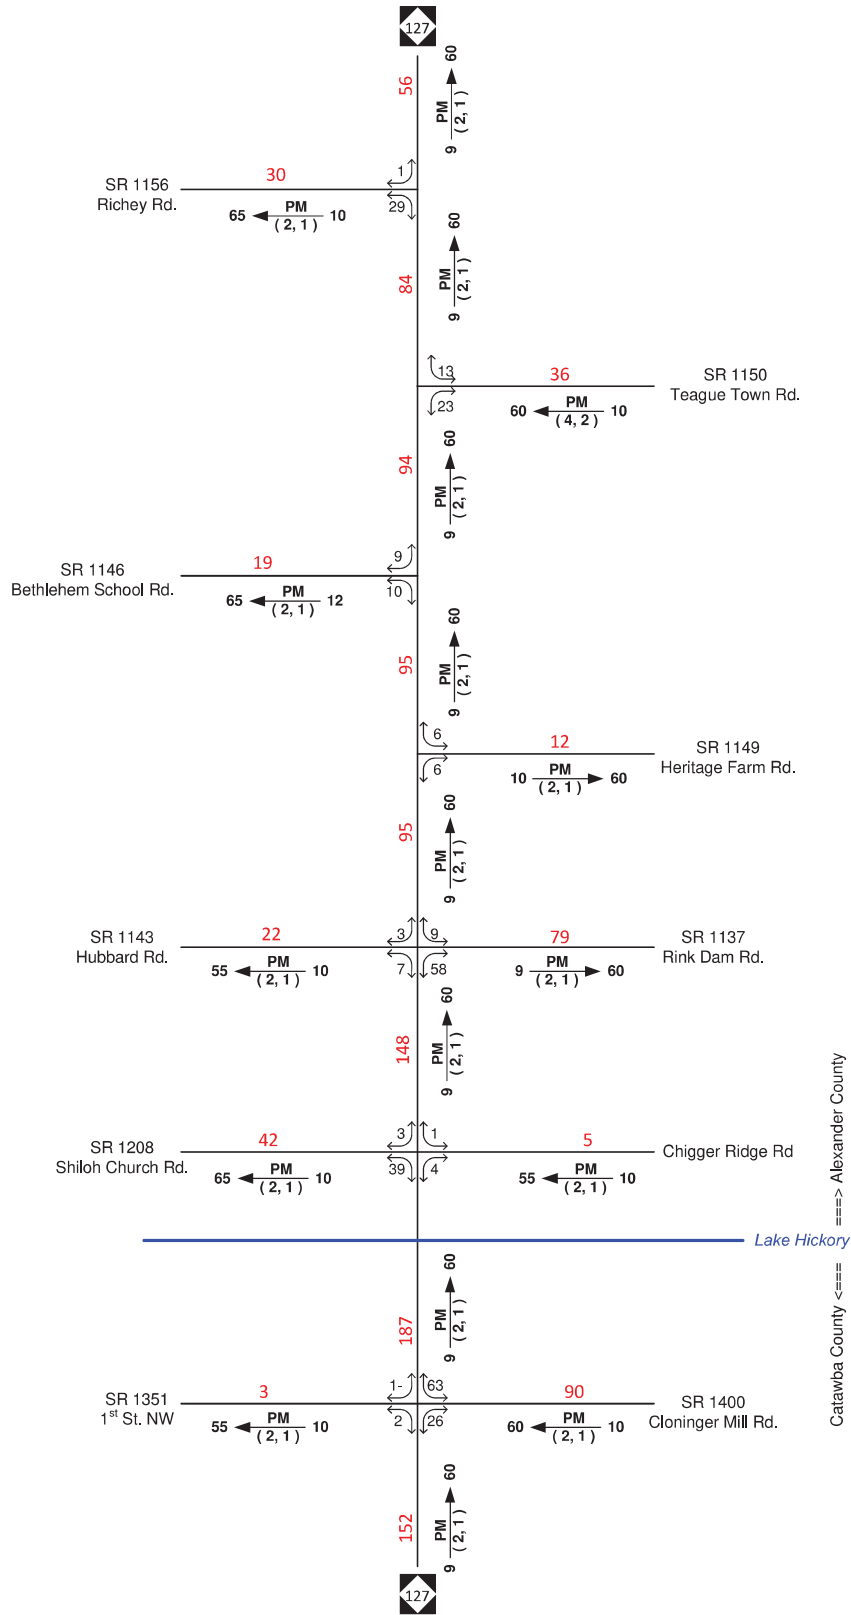 127
56
9 PM (2, 1) 60
30
1
SR 1156
Richey Rd.
29
65 PM (2, 1) 10
84
9 PM (2, 1) 60
13
36
SR 1150
Teague Town Rd.
23
60 PM (4, 2) 10
94
9 PM (2, 1) 60
19
9
SR 1146
Bethlehem School Rd.
10
65 PM (2, 1) 12
95
9 PM (2, 1) 60
6
12
SR 1149
Heritage Farm Rd.
6
10 PM (2, 1) 60
95
9 PM (2, 1) 60
SR 1143
Hubbard Rd.
22
3
9
79
SR 1137
Rink Dam Rd.
7
58
55 PM (2, 1) 10
9 PM (2, 1) 60
148
9 PM (2, 1) 60
SR 1208
Shiloh Church Rd.
42
3
1
5
Chigger Ridge Rd
39
4
65 PM (2, 1) 10
55 PM (2, 1) 10
Lake Hickory
Catawba County <=== ===> Alexander County
187
9 PM (2, 1) 60
SR 1351
1st St. NW
3
1-
63
90
SR 1400
Cloninger Mill Rd.
2
26
55 PM (2, 1) 10
60 PM (2, 1) 10
152
9 PM (2, 1) 60
127